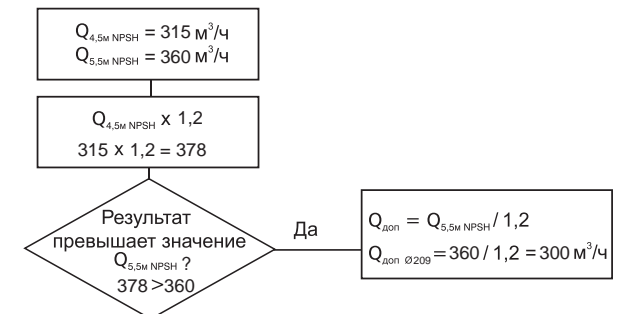 Q4,5м NPSH = 315 м³/ч
Q5,5м NPSH = 360 м³/ч
Q4,5м NPSH x 1,2
315 x 1,2 = 378
Результат
превышает значение
Q5,5м NPSH ?
378 >360
Да
Qдоп = Q5,5м NPSH / 1,2
Qдоп Ø209 = 360 / 1,2 = 300 м³/ч